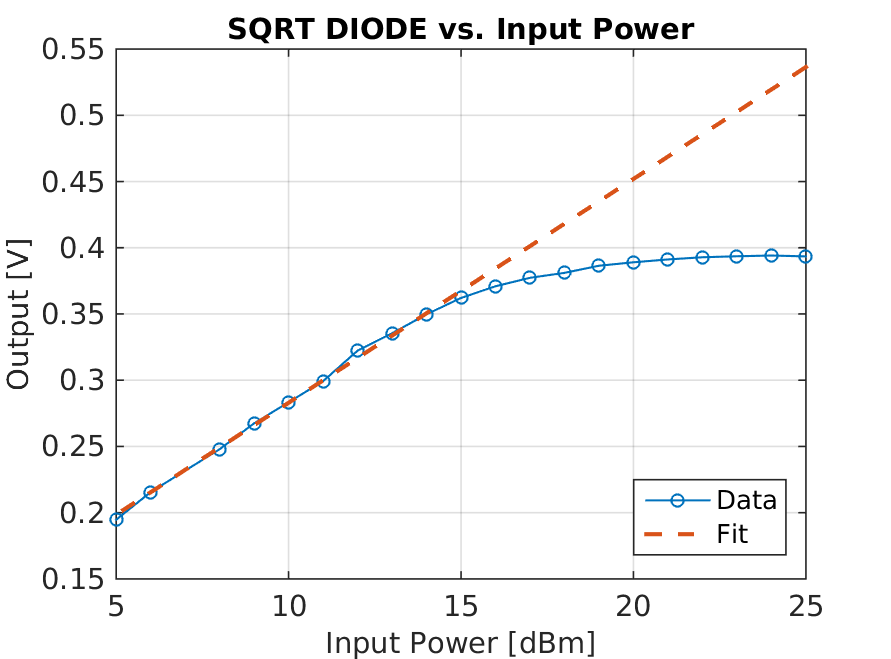 SQRT DIODE vs. Input Power
0.55
0.5
0.45
0.4
0.35
0.3
0.25
0.2
0.15
Output [V]
Data
Fit
5 10 15 20 25
Input Power [dBm]